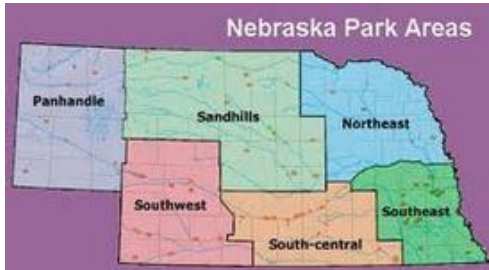 Nebraska Park Areas
Panhandle
Sandhills
Northeast
Southwest
Southeast
South-central